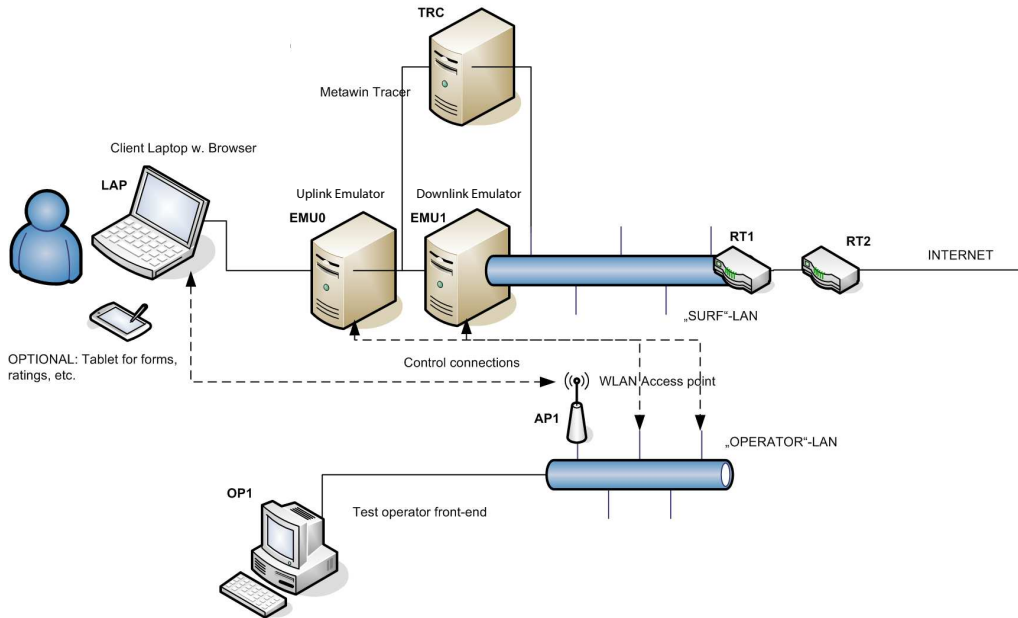 TRC
Metawin Tracer
Client Laptop w. Browser
LAP
Uplink Emulator
Downlink Emulator
EMU0
EMU1
RT1
RT2
INTERNET
„SURF“-LAN
OPTIONAL: Tablet for forms,
ratings, etc.
Control connections
WLAN Access point
AP1
„OPERATOR“-LAN
OP1
Test operator front-end